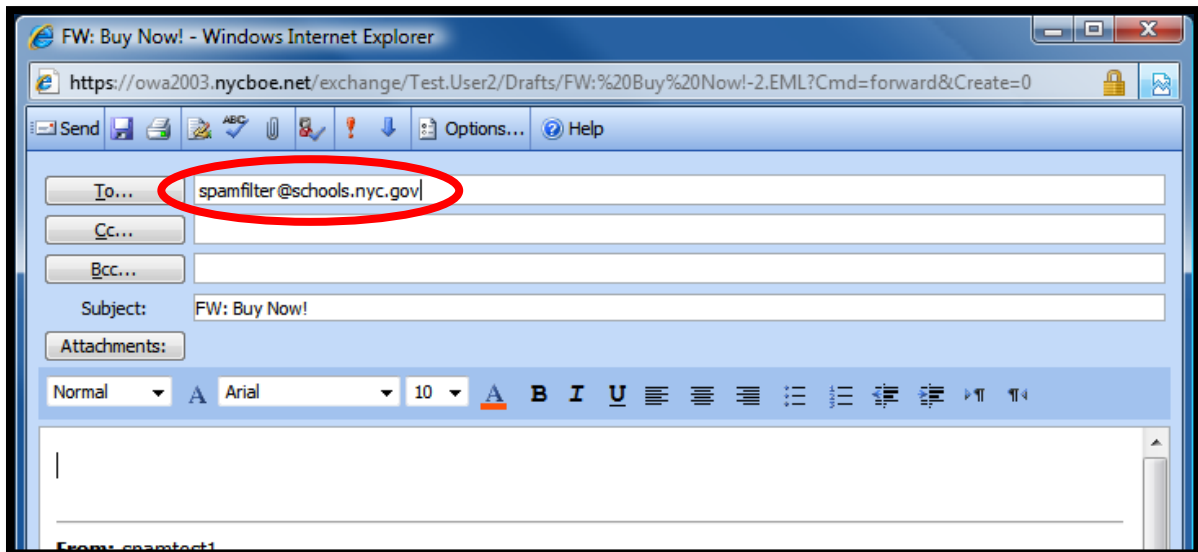 FW: Buy Now! - Windows Internet Explorer
https://owa2003.nycboe.net/exchange/Test.User2/Drafts/FW:%20Buy%20Now!-2.EML?Cmd=forward&Create=0
Send ABC Options... Help
To... spamfilter@schools.nyc.gov
Cc...
Bcc...
Subject: FW: Buy Now!
Attachments:
Normal A Arial 10 A B I U
From: spamtest1